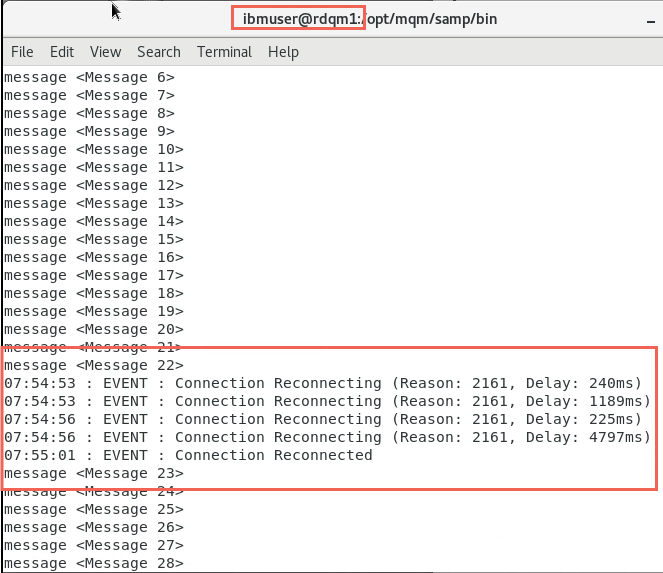 ibmuser@rdqm1:/opt/mqm/samp/bin
File Edit View Search Terminal Help
message <Message 6>
message <Message 7>
message <Message 8>
message <Message 9>
message <Message 10>
message <Message 11>
message <Message 12>
message <Message 13>
message <Message 14>
message <Message 15>
message <Message 16>
message <Message 17>
message <Message 18>
message <Message 19>
message <Message 20>
message <Message 21>
message <Message 22>
07:54:53 : EVENT : Connection Reconnecting (Reason: 2161, Delay: 240ms)
07:54:53 : EVENT : Connection Reconnecting (Reason: 2161, Delay: 1189ms)
07:54:56 : EVENT : Connection Reconnecting (Reason: 2161, Delay: 225ms)
07:54:56 : EVENT : Connection Reconnecting (Reason: 2161, Delay: 4797ms)
07:55:01 : EVENT : Connection Reconnected
message <Message 23>
message <Message 24>
message <Message 25>
message <Message 26>
message <Message 27>
message <Message 28>